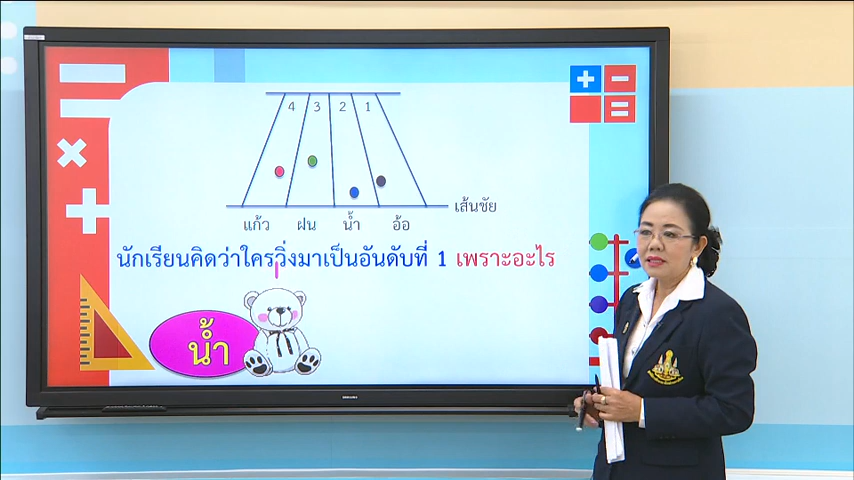 4 3 2 1
เส้นชัย
แก้ว ฝน น้ำ อ้อ
นักเรียนคิดว่าใครวิ่งมาเป็นอันดับที่ 1 เพราะอะไร
น้ำ